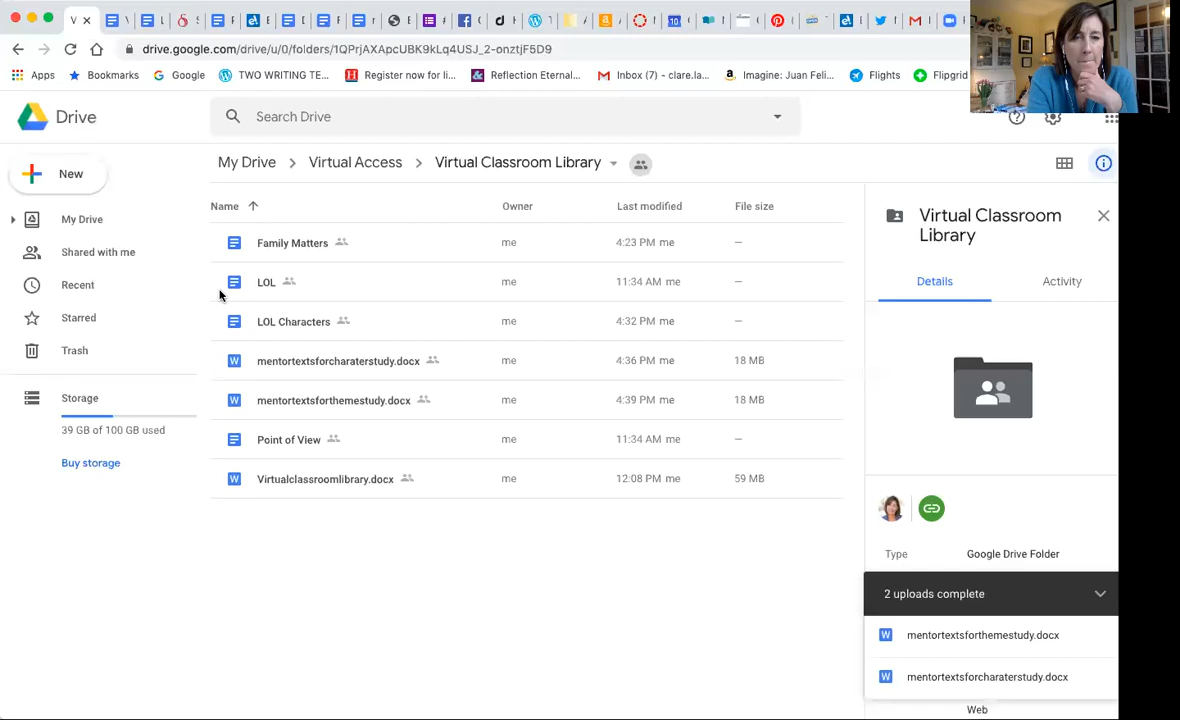 drive.google.com/drive/u/0/folders/1QPrjAXApcUBK9kLq4USJ_2-onztjF5D9
Apps Bookmarks Google TWO WRITING TE... Register now for li... Reflection Eternal... Inbox (7) - clare.la... Imagine: Juan Feli... Flights Flipgrid
Drive
Search Drive
New
My Drive > Virtual Access > Virtual Classroom Library
My Drive
Shared with me
Recent
Starred
Trash
Storage
39 GB of 100 GB used
Buy storage
Name Owner Last modified File size
Family Matters me 4:23 PM me —
LOL me 11:34 AM me —
LOL Characters me 4:32 PM me —
mentortextsforcharaterstudy.docx me 4:36 PM me 18 MB
mentortextsforthemestudy.docx me 4:39 PM me 18 MB
Point of View me 11:34 AM me —
Virtualclassroomlibrary.docx me 12:08 PM me 59 MB
Virtual Classroom
Library
Details Activity
Type Google Drive Folder
2 uploads complete
mentortextsforthemestudy.docx
mentortextsforcharaterstudy.docx
Web